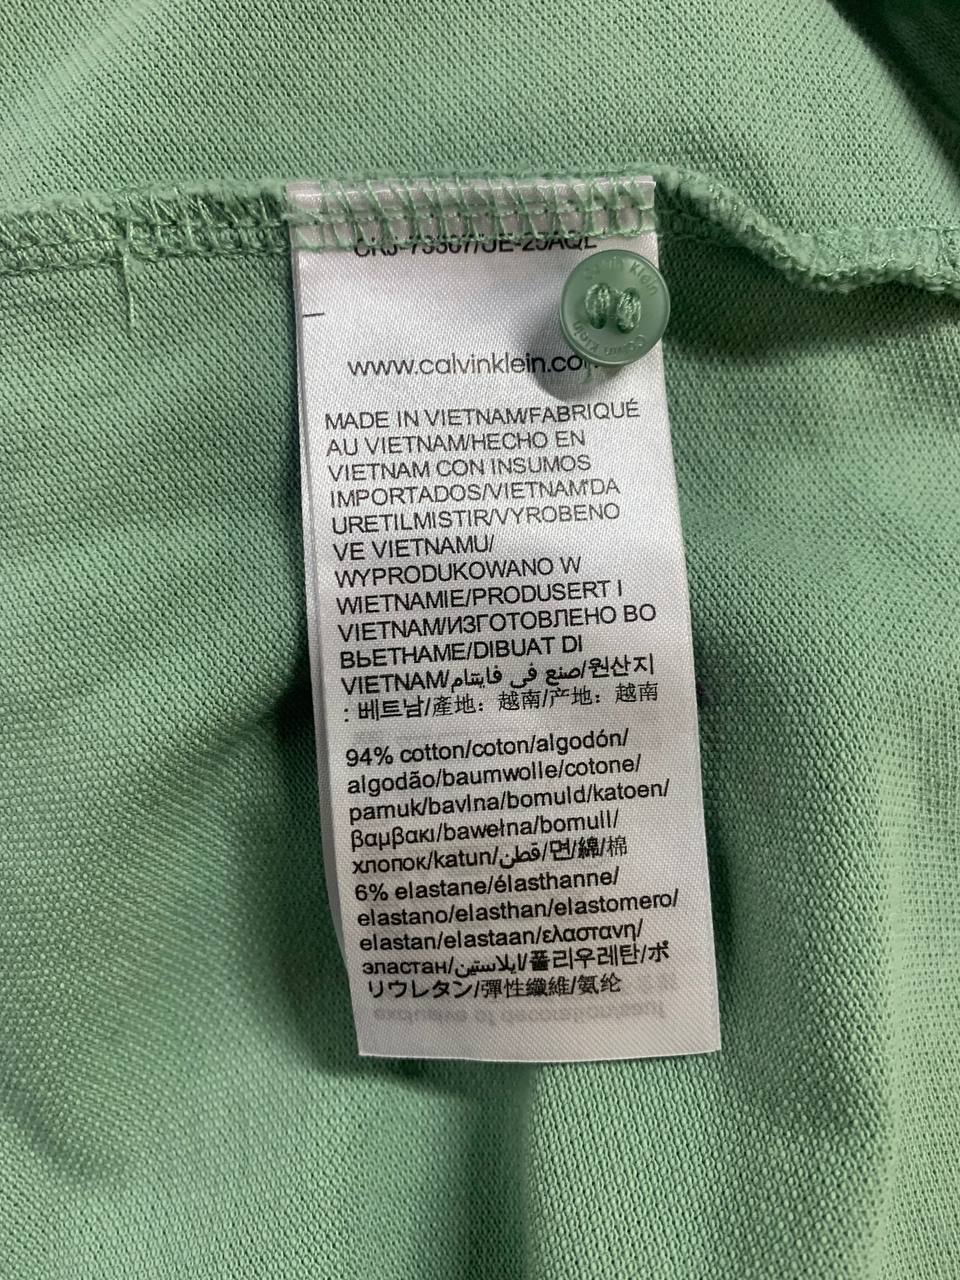 www.calvinklein.co
MADE IN VIETNAM/FABRIQUÉ
AU VIETNAM/HECHO EN
VIETNAM CON INSUMOS
IMPORTADOS/VIETNAM'DA
URETILMISTIR/VYROBENO
VE VIETNAMU/
WYPRODUKOWANO W
WIETNAMIE/PRODUSERT I
VIETNAM/ИЗГОТОВЛЕНО ВО
ВЬЕТНАМЕ/DIBUAT DI
VIETNAM/صنع في فايتنام/원산지
: 베트남/產地: 越南/产地: 越南
94% cotton/coton/algodón/
algodão/baumwolle/cotone/
pamuk/bavlna/bomuld/katoen/
βαμβακι/bawełna/bomull/
хлопок/katun/قطن/면/綿/棉
6% elastane/élasthanne/
elastano/elasthan/elastomero/
elastan/elastaan/ελαστανη/
эластан/ايلاستين/폴리우레탄/ポ
リウレタン/彈性纖維/氨纶
Calvin Klein
Calvin Klein